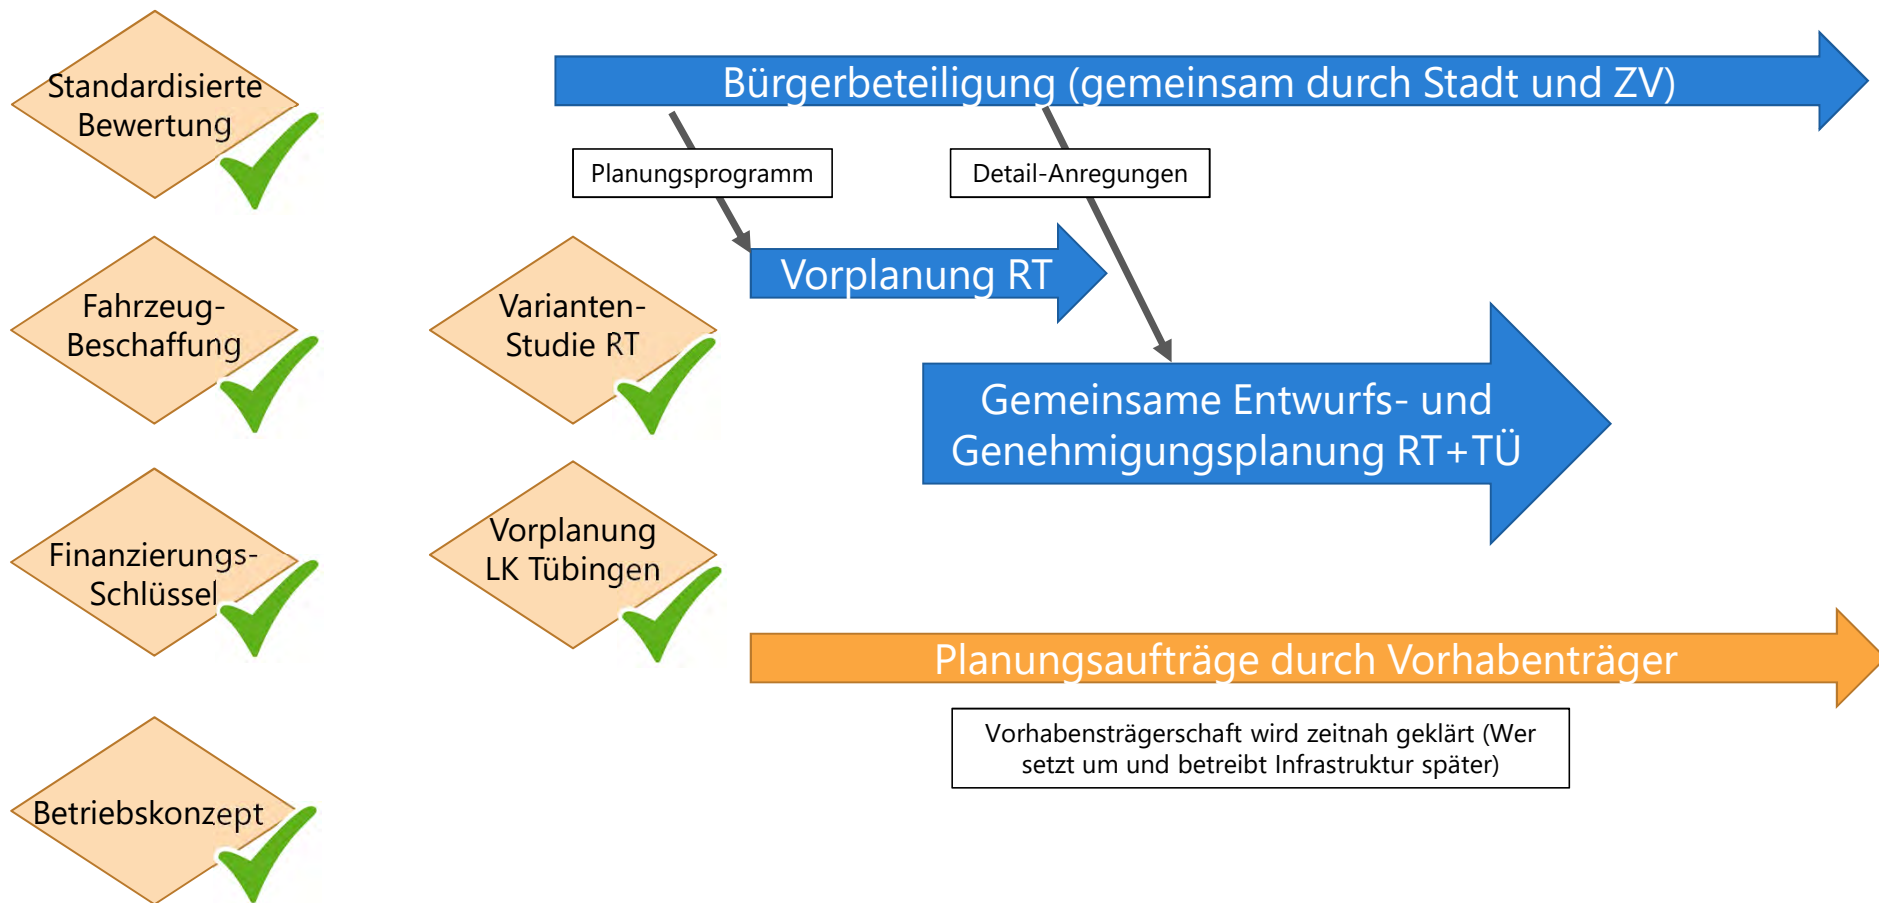 Standardisierte
Bewertung
Bürgerbeteiligung (gemeinsam durch Stadt und ZV)
Planungsprogramm
Detail-Anregungen
Vorplanung RT
Fahrzeug-
Beschaffung
Varianten-
Studie RT
Gemeinsame Entwurfs- und
Genehmigungsplanung RT+TÜ
Finanzierungs-
Schlüssel
Vorplanung
LK Tübingen
Planungsaufträge durch Vorhabenträger
Vorhabensträgerschaft wird zeitnah geklärt (Wer
setzt um und betreibt Infrastruktur später)
Betriebskonzept